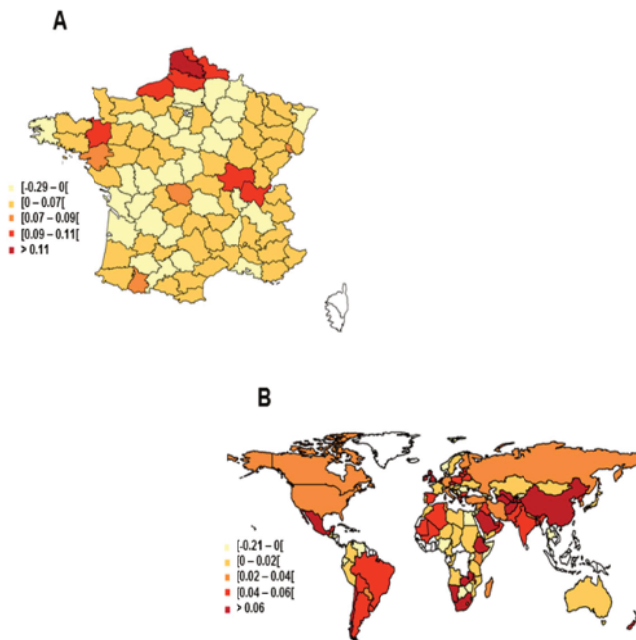 A
[-0.29 – 0[
[0 – 0.07[
[0.07 – 0.09[
[0.09 – 0.11[
> 0.11
B
[-0.21 – 0[
[0 – 0.02[
[0.02 – 0.04[
[0.04 – 0.06[
> 0.06